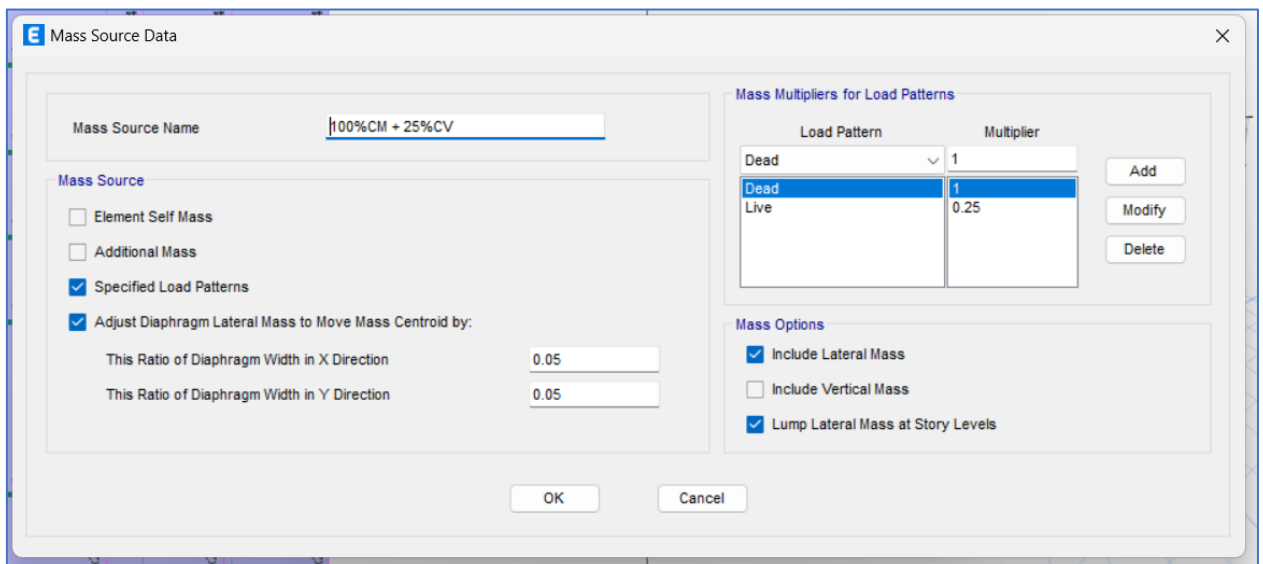 E Mass Source Data
Mass Source Name 100%CM + 25%CV
Mass Source
Element Self Mass
Additional Mass
Specified Load Patterns
Adjust Diaphragm Lateral Mass to Move Mass Centroid by:
This Ratio of Diaphragm Width in X Direction 0.05
This Ratio of Diaphragm Width in Y Direction 0.05
Mass Multipliers for Load Patterns
Load Pattern Multiplier
Dead 1
Dead 1
Live 0.25
Add
Modify
Delete
Mass Options
Include Lateral Mass
Include Vertical Mass
Lump Lateral Mass at Story Levels
OK Cancel